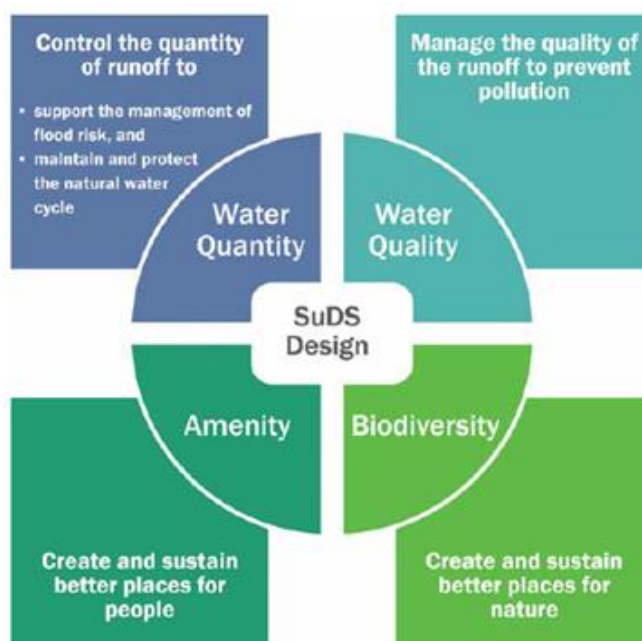 Control the quantity
of runoff to
• support the management of
flood risk, and
• maintain and protect
the natural water
cycle
Manage the quality of
the runoff to prevent
pollution
Water
Quantity
Water
Quality
SuDS
Design
Amenity
Biodiversity
Create and sustain
better places for
people
Create and sustain
better places for
nature